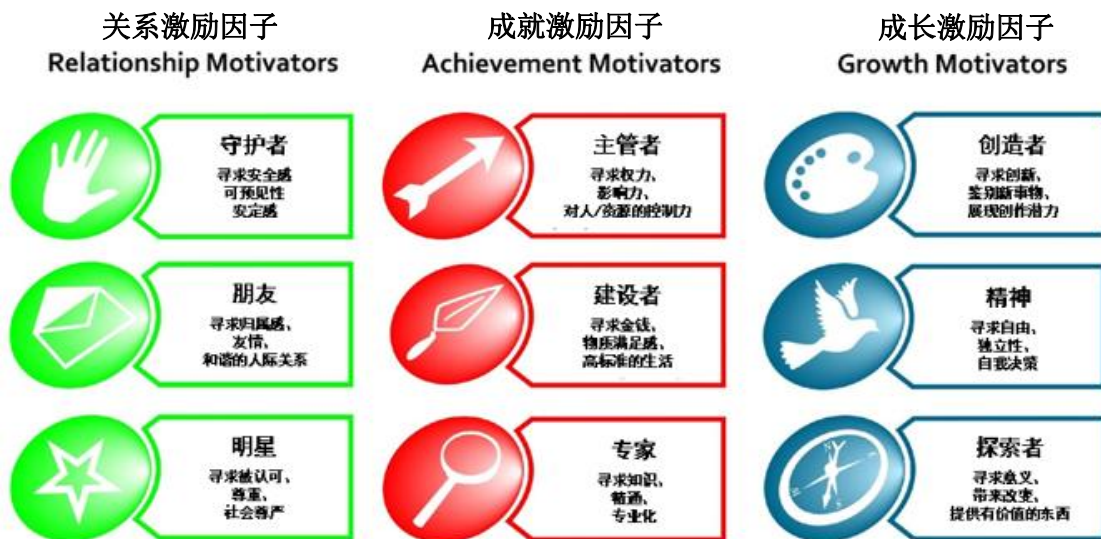 关系激励因子
Relationship Motivators
守护者
寻求安全感
可预见性
安定感
朋友
寻求归属感、
友情、
和谐的人际关系
明星
寻求被认可、
尊重、
社会尊严
成就激励因子
Achievement Motivators
主管者
寻求权力、
影响力、
对人/资源的控制力
建设者
寻求金钱、
物质满足感、
高标准的生活
专家
寻求知识、
精通、
专业化
成长激励因子
Growth Motivators
创造者
寻求创新、
鉴别新事物、
展现创作潜力
精神
寻求自由、
独立性、
自我决策
探索者
寻求意义、
带来改变、
提供有价值的东西